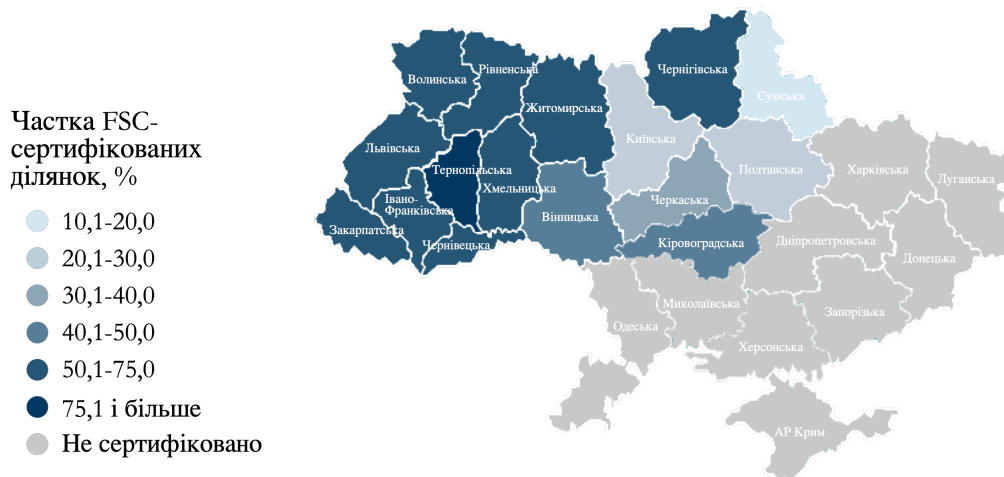 Частка FSC-
сертифікованих
ділянок, %
10,1-20,0
20,1-30,0
30,1-40,0
40,1-50,0
50,1-75,0
75,1 і більше
Не сертифіковано
Волинська
Рівненська
Житомирська
Чернігівська
Сумська
Київська
Львівська
Тернопільська
Хмельницька
Івано-
Франківська
Закарпатська
Чернівецька
Вінницька
Черкаська
Полтавська
Харківська
Луганська
Кіровоградська
Дніпропетровська
Донецька
Одеська
Миколаївська
Запорізька
Херсонська
АР Крим